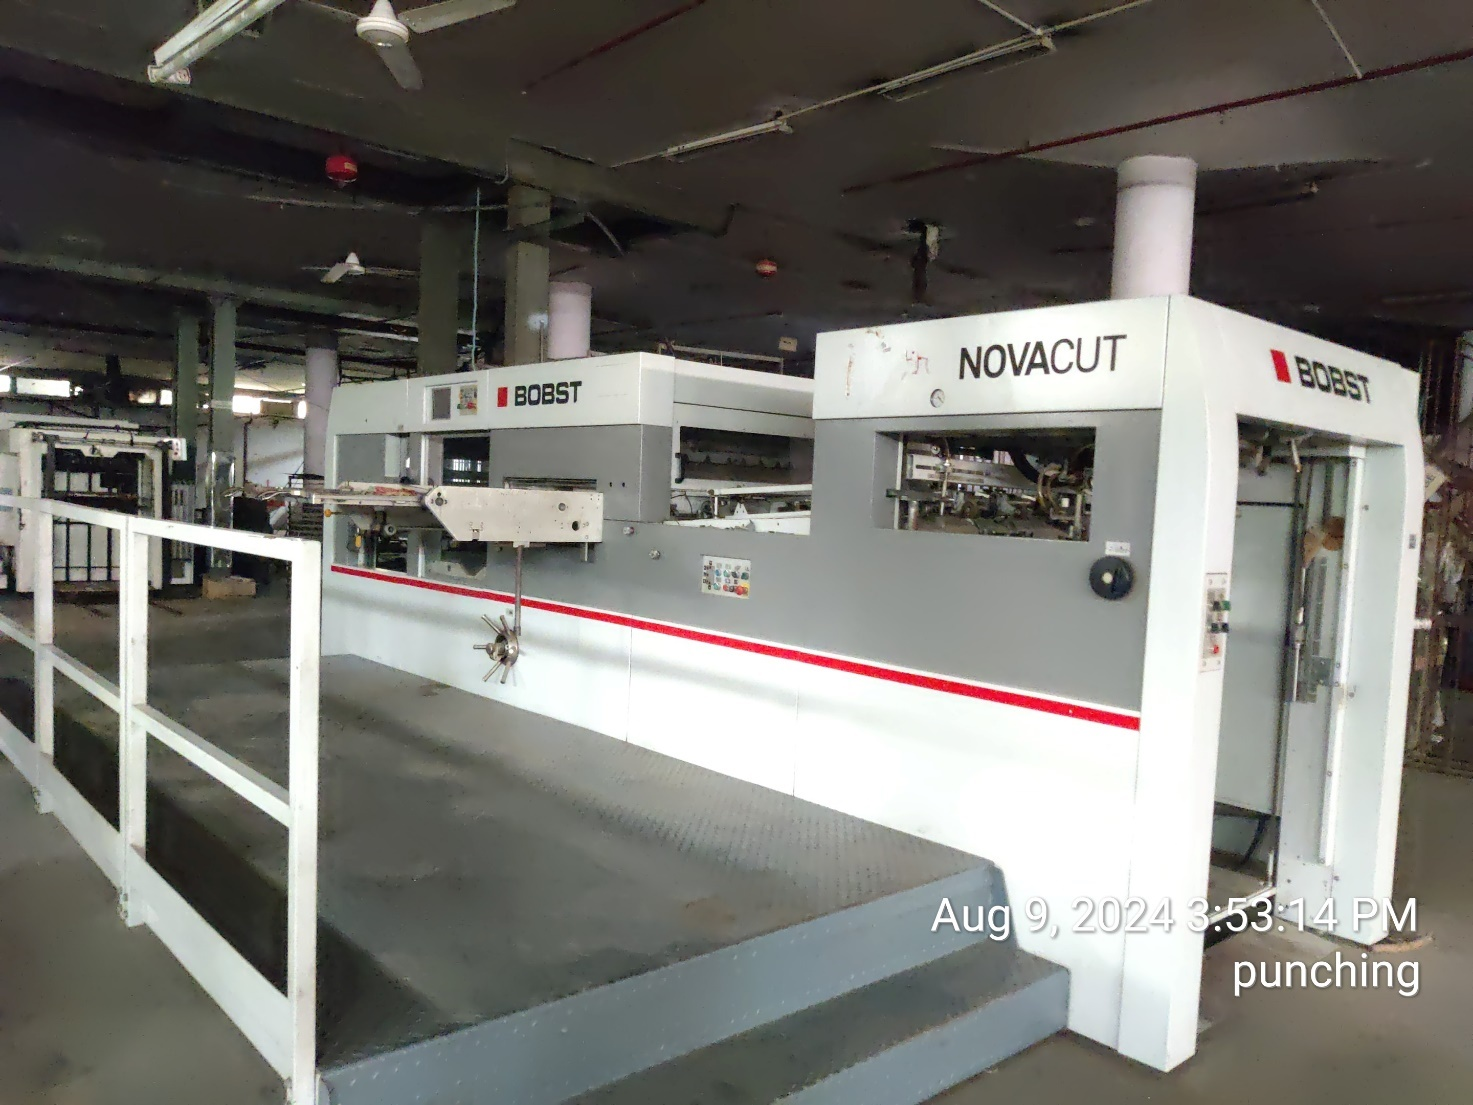 BOBST
NOVACUT
BOBST
Aug 9, 2024 3:53:14 PM
punching